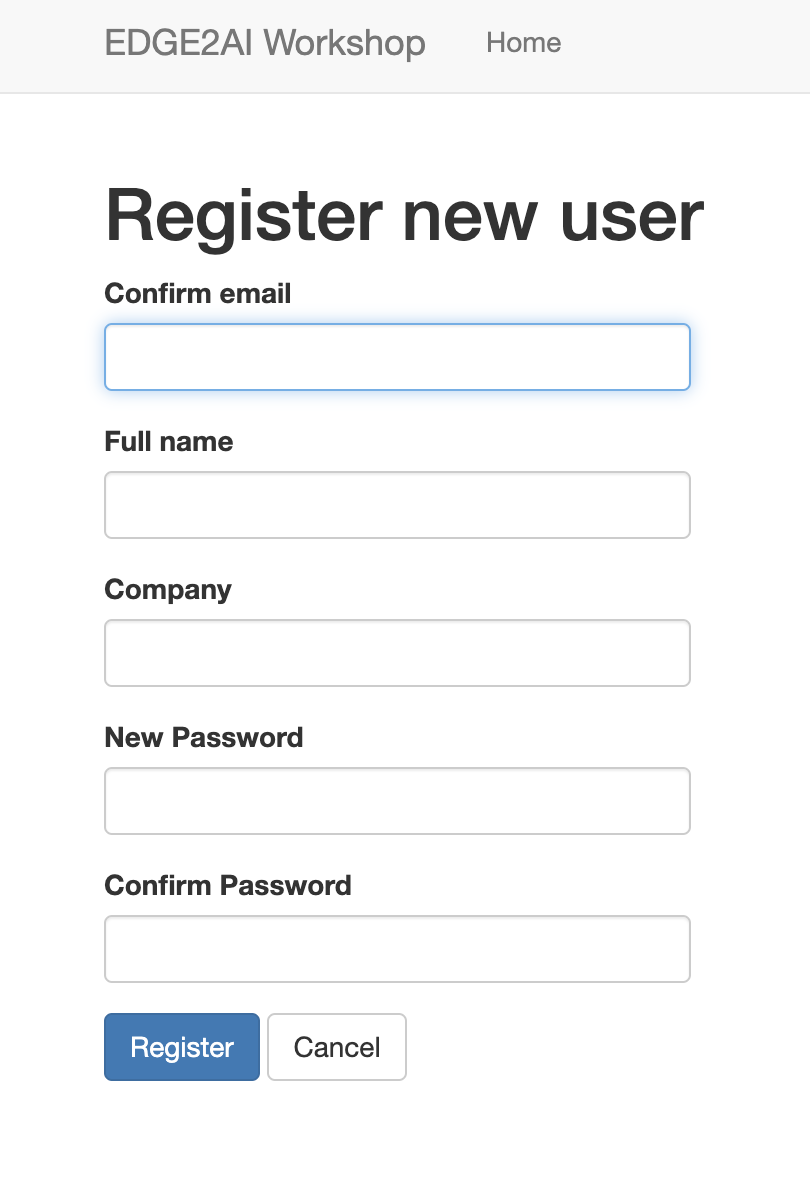 EDGE2AI Workshop Home
Register new user
Confirm email
Full name
Company
New Password
Confirm Password
Register Cancel